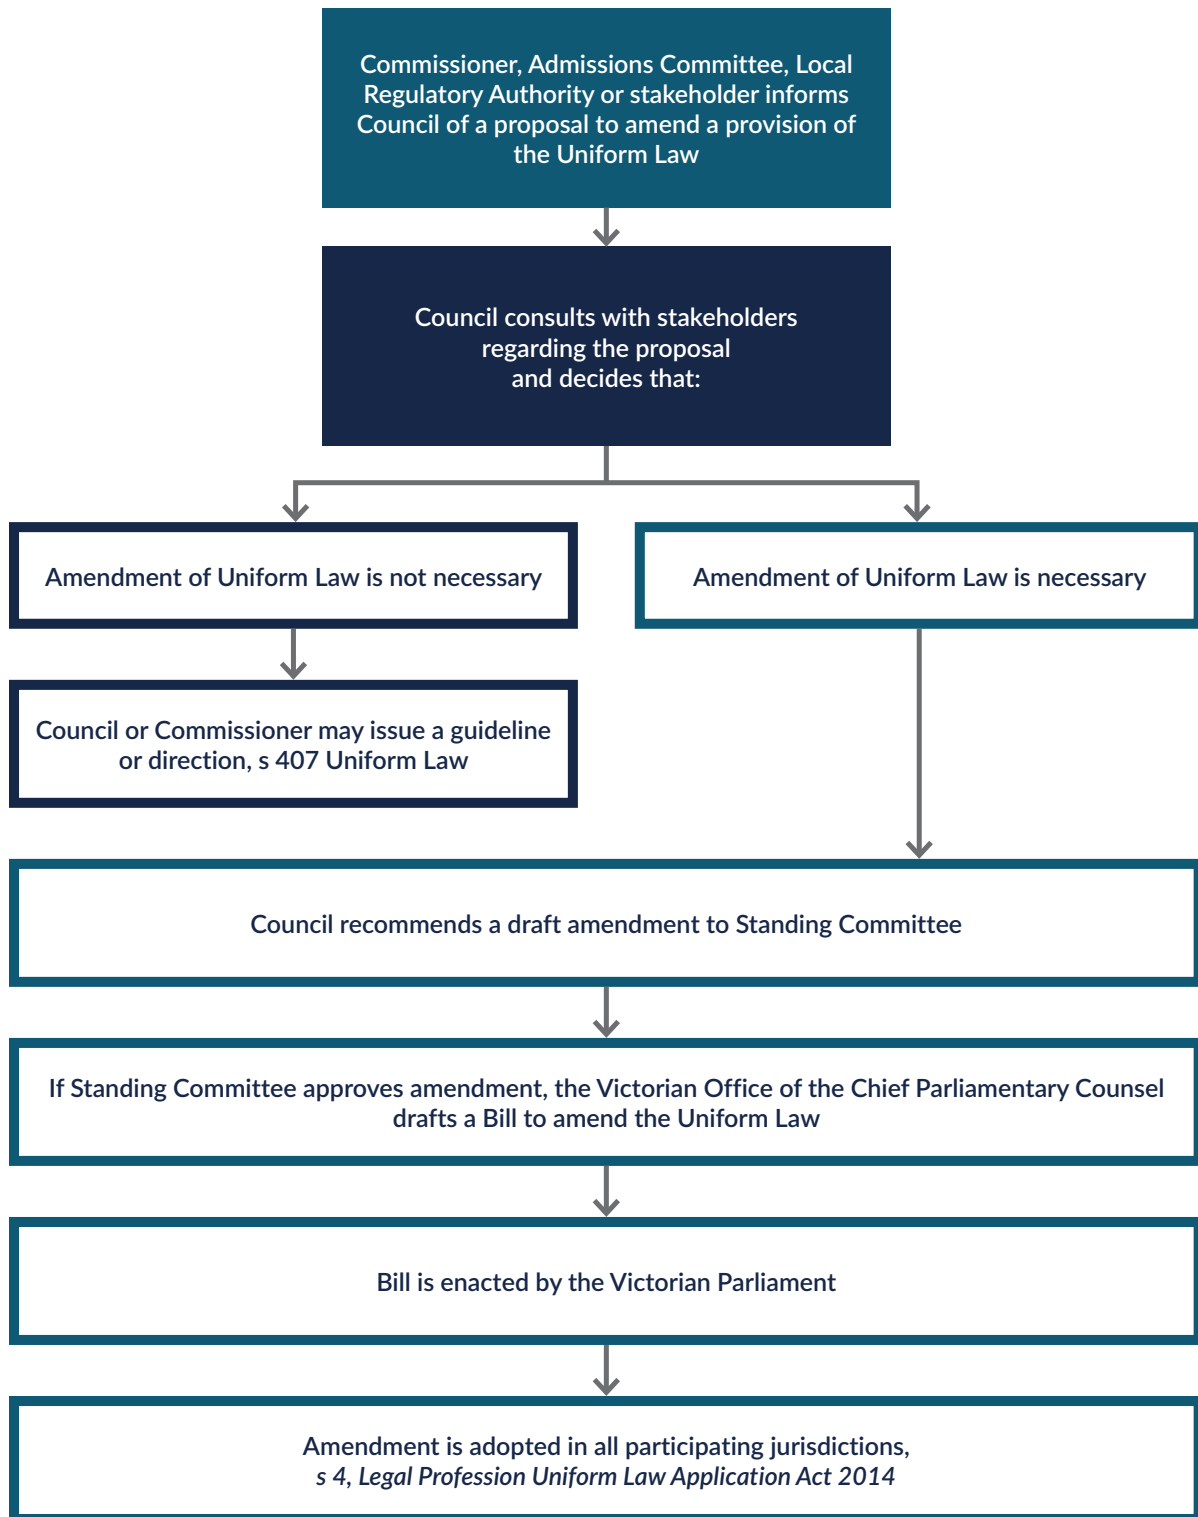 Commissioner, Admissions Committee, Local
Regulatory Authority or stakeholder informs
Council of a proposal to amend a provision of
the Uniform Law
Council consults with stakeholders
regarding the proposal
and decides that:
Amendment of Uniform Law is not necessary
Amendment of Uniform Law is necessary
Council or Commissioner may issue a guideline
or direction, s 407 Uniform Law
Council recommends a draft amendment to Standing Committee
If Standing Committee approves amendment, the Victorian Office of the Chief Parliamentary Counsel
drafts a Bill to amend the Uniform Law
Bill is enacted by the Victorian Parliament
Amendment is adopted in all participating jurisdictions,
s 4, Legal Profession Uniform Law Application Act 2014